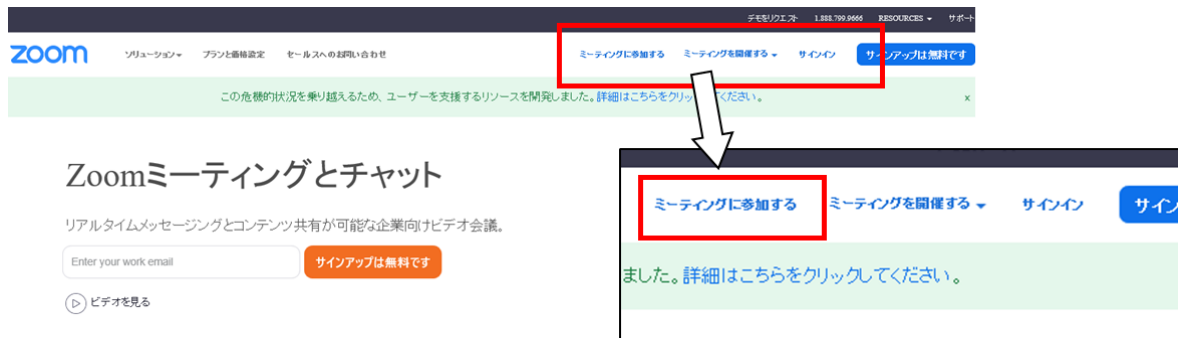 デモをリクエスト 1.888.799.9666 RESOURCES サポート
zoom ソリューション プランと価格設定 セールスへのお問い合わせ ミーティングに参加する ミーティングを開催する サインイン サインアップは無料です
この危機的状況を乗り越えるため、ユーザーを支援するリソースを開発しました。詳細はこちらをクリックしてください。 x
Zoomミーティングとチャット
リアルタイムメッセージングとコンテンツ共有が可能な企業向けビデオ会議。
Enter your work email サインアップは無料です
ビデオを見る
ミーティングに参加する ミーティングを開催する サインイン サイン
ました。詳細はこちらをクリックしてください。